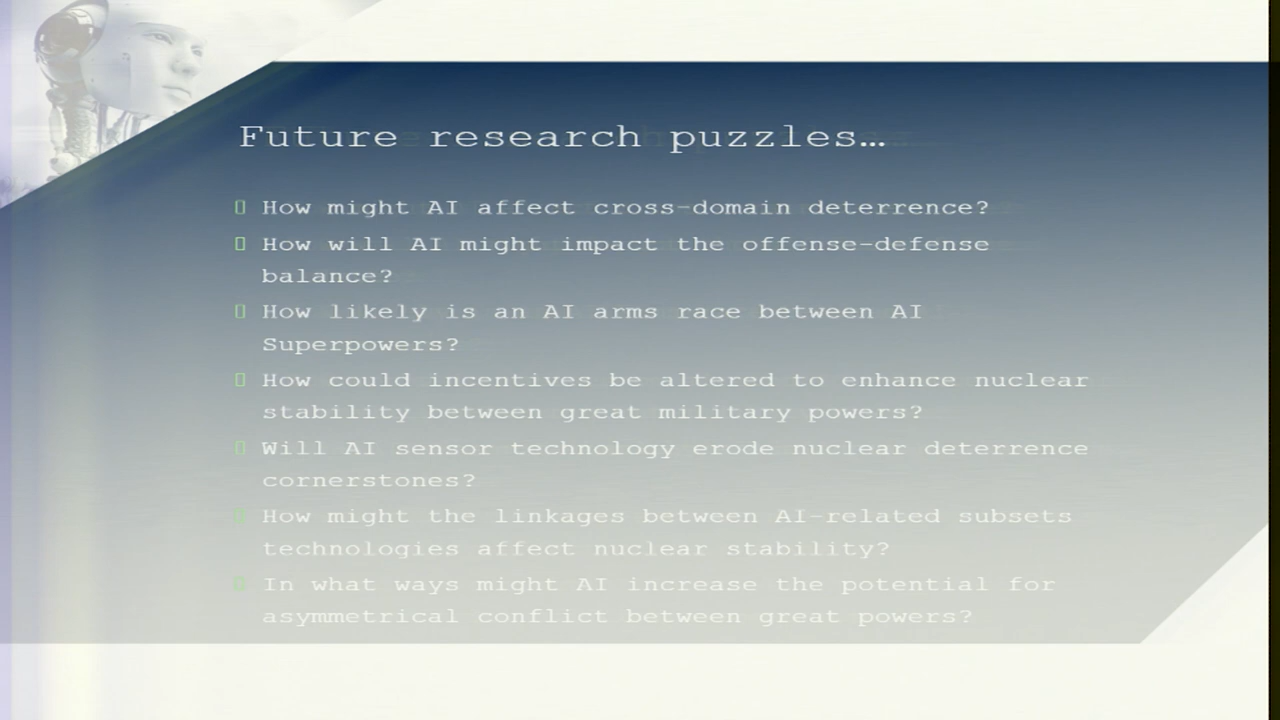 Future research puzzles…
How might AI affect cross-domain deterrence?
How will AI might impact the offense-defense
balance?
How likely is an AI arms race between AI
Superpowers?
How could incentives be altered to enhance nuclear
stability between great military powers?
Will AI sensor technology erode nuclear deterrence
cornerstones?
How might the linkages between AI-related subsets
technologies affect nuclear stability?
In what ways might AI increase the potential for
asymmetrical conflict between great powers?